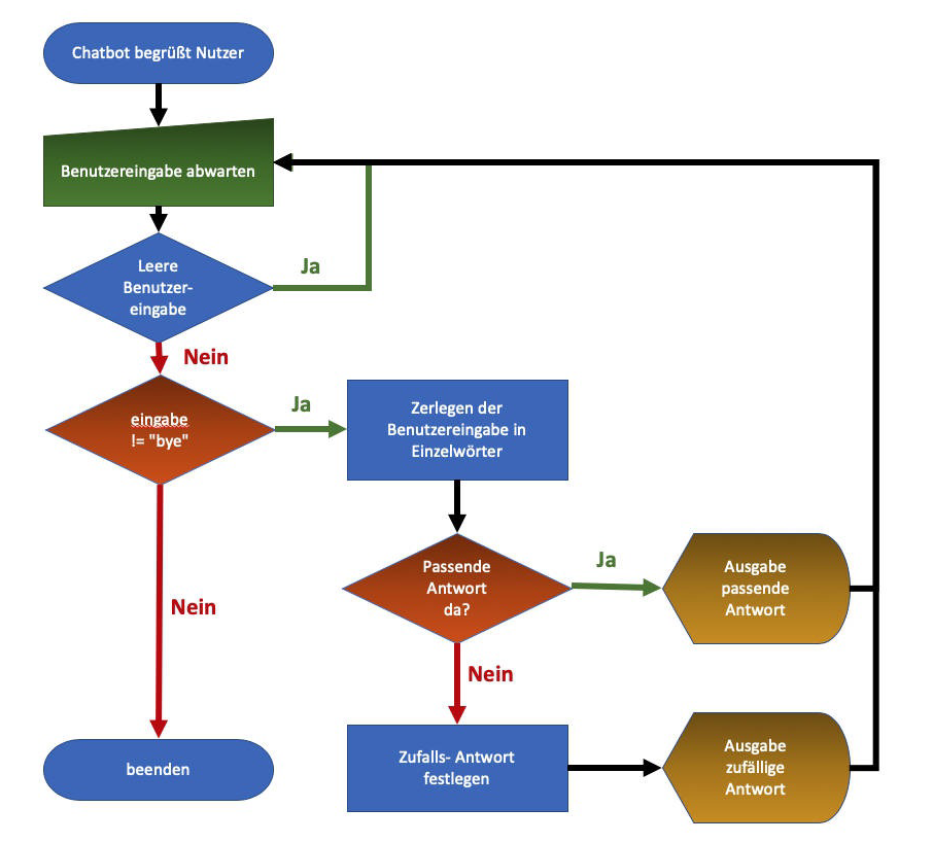 Chatbot begrüßt Nutzer
Benutzereingabe abwarten
Leere
Benutzer-
eingabe
Ja
Nein
eingabe
!= "bye"
Ja
Zerlegen der
Benutzereingabe in
Einzelwörter
Passende
Antwort
da?
Ja
Ausgabe
passende
Antwort
Nein
Nein
Zufalls- Antwort
festlegen
Ausgabe
zufällige
Antwort
beenden